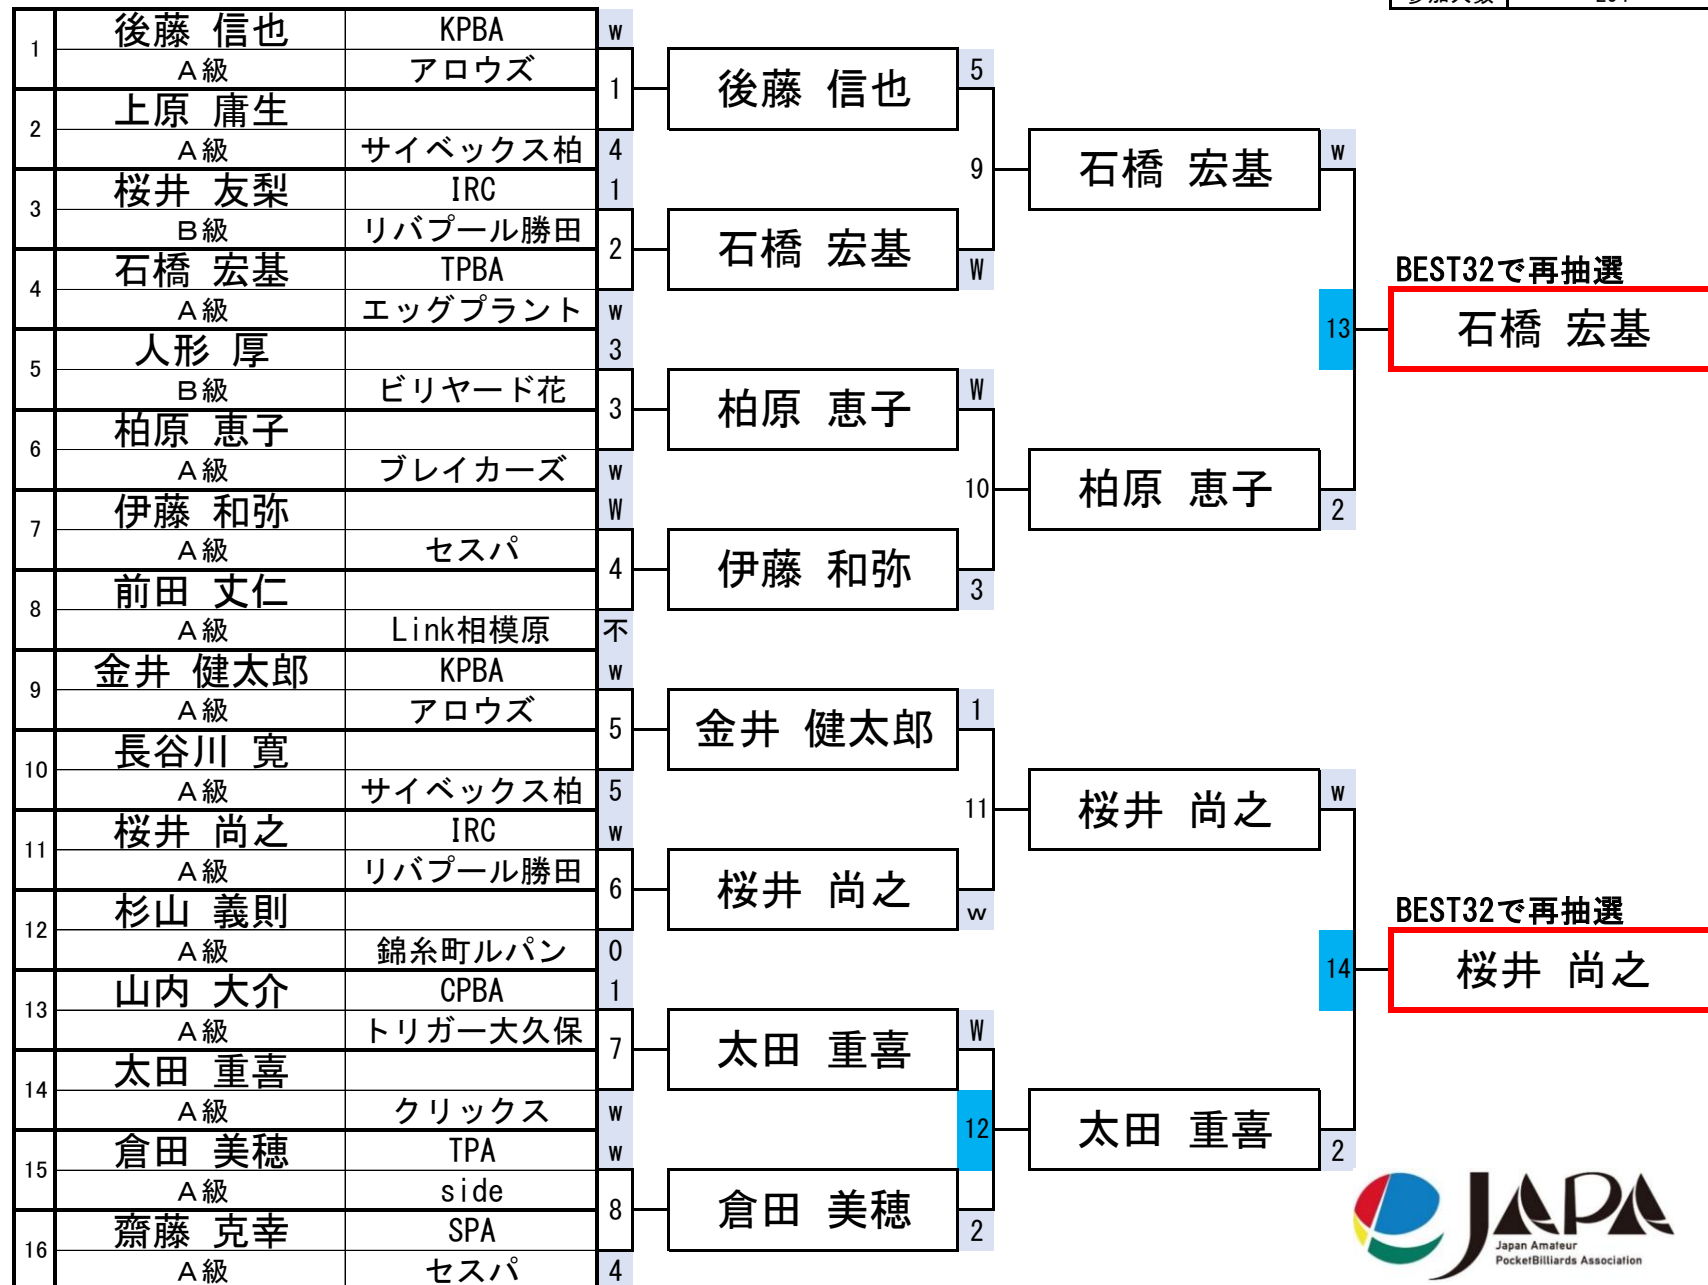 1 後藤 信也 KPBA w
A級 アロウズ
2 上原 庸生
A級 サイベックス柏 4
3 桜井 友梨 IRC 1
B級 リバプール勝田
4 石橋 宏基 TPBA
A級 エッグプラント w
5 人形 厚 3
B級 ビリヤード花
6 柏原 恵子
A級 ブレイカーズ w
7 伊藤 和弥 W
A級 セスパ
8 前田 丈仁
A級 Link相模原 不
9 金井 健太郎 KPBA w
A級 アロウズ
10 長谷川 寛
A級 サイベックス柏 5
11 桜井 尚之 IRC w
A級 リバプール勝田
12 杉山 義則
A級 錦糸町ルパン 0
13 山内 大介 CPBA 1
A級 トリガー大久保
14 太田 重喜
A級 クリックス w
15 倉田 美穂 TPA w
A級 side
16 齋藤 克幸 SPA
A級 セスパ 4
1 後藤 信也 5
2 石橋 宏基 W
3 柏原 恵子 W
4 伊藤 和弥 3
5 金井 健太郎 1
6 桜井 尚之 w
7 太田 重喜 W
8 倉田 美穂 2
9 石橋 宏基 w
10 柏原 恵子 2
11 桜井 尚之 w
12 太田 重喜 2
BEST32で再抽選
13 石橋 宏基
BEST32で再抽選
14 桜井 尚之
JAPA
Japan Amateur
PocketBilliards Association